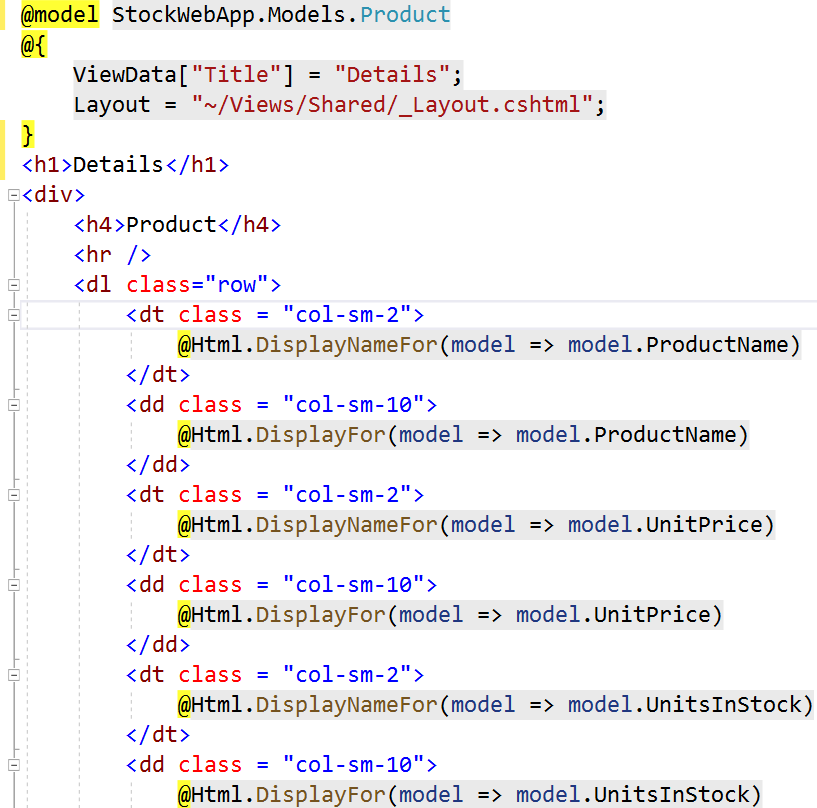 @model StockWebApp.Models.Product
@{
    ViewData["Title"] = "Details";
    Layout = "~/Views/Shared/_Layout.cshtml";
}
<h1>Details</h1>
<div>
    <h4>Product</h4>
    <hr />
    <dl class="row">
        <dt class = "col-sm-2">
            @Html.DisplayNameFor(model => model.ProductName)
        </dt>
        <dd class = "col-sm-10">
            @Html.DisplayFor(model => model.ProductName)
        </dd>
        <dt class = "col-sm-2">
            @Html.DisplayNameFor(model => model.UnitPrice)
        </dt>
        <dd class = "col-sm-10">
            @Html.DisplayFor(model => model.UnitPrice)
        </dd>
        <dt class = "col-sm-2">
            @Html.DisplayNameFor(model => model.UnitsInStock)
        </dt>
        <dd class = "col-sm-10">
            @Html.DisplayFor(model => model.UnitsInStock)